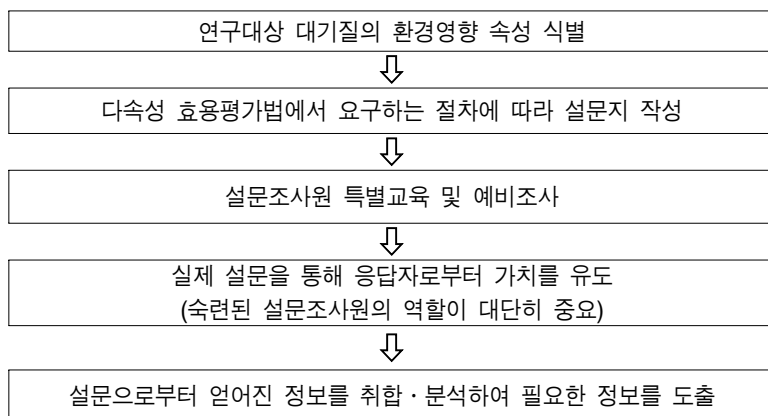 연구대상 대기질의 환경영향 속성 식별
다속성 효용평가법에서 요구하는 절차에 따라 설문지 작성
설문조사원 특별교육 및 예비조사
실제 설문을 통해 응답자로부터 가치를 유도
(숙련된 설문조사원의 역할이 대단히 중요)
설문으로부터 얻어진 정보를 취합·분석하여 필요한 정보를 도출